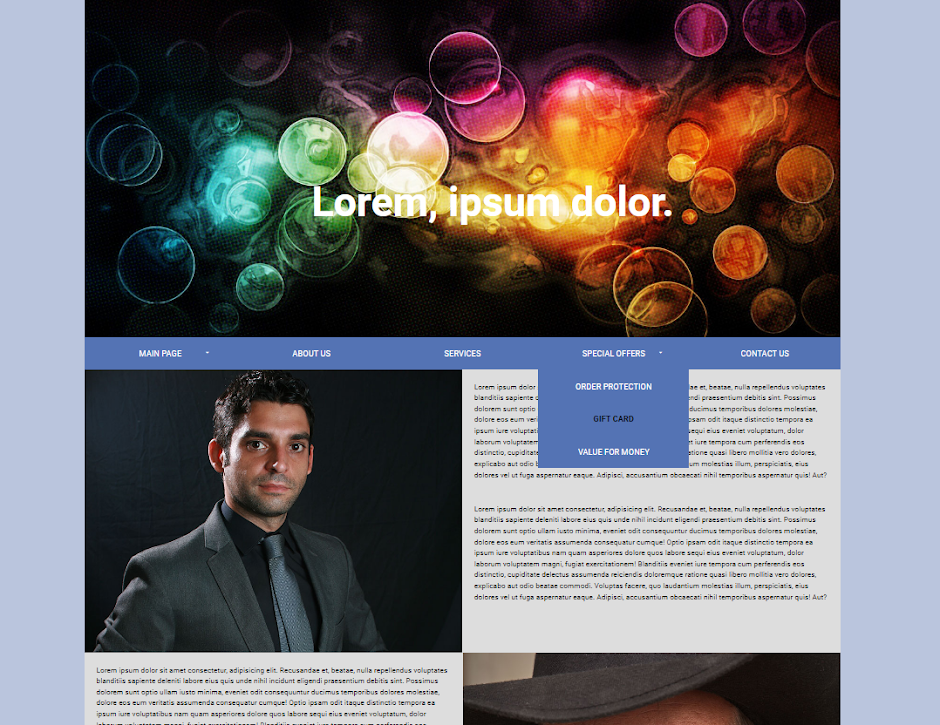 Lorem, ipsum dolor.
MAIN PAGE
ABOUT US
SERVICES
SPECIAL OFFERS
CONTACT US
ORDER PROTECTION
GIFT CARD
VALUE FOR MONEY
Lorem ipsum dolor et, beatae, nulla repellendus voluptates
blanditiis sapiente eligendi praesentium debitis sint. Possimus
dolorem sunt optio ducimus temporibus dolores molestiae,
dolore eos eum veri ipsam odit itaque distinctio tempora
ipsum iure voluptati sequi eius eveniet voluptatum, dolor
laborum voluptatem iure tempora cum perferendis eos
distinctio, cupiditate quasi libero mollitia vero dolores,
explicabo aut odio molestias illum, perspiciatis, eius
dolores vel ut fuga aspernatur eaque. Adipisci, accusantium obcaecati nihil temporibus aspernatur quis! Aut?
Lorem ipsum dolor sit amet consectetur, adipisicing elit. Recusandae et, beatae, nulla repellendus voluptates
blanditiis sapiente deleniti labore eius quis unde nihil incidunt eligendi praesentium debitis sint. Possimus
dolorem sunt optio ullam iusto minima, eveniet odit consequuntur ducimus temporibus dolores molestiae,
dolore eos eum veritatis assumenda consequatur cumque! Optio ipsam odit itaque distinctio tempora
ipsum iure voluptatibus nam quam asperiores dolore quos labore sequi eius eveniet voluptatum, dolor
laborum voluptatem magni, fugiat exercitationem! Blanditiis eveniet iure tempora cum perferendis eos
distinctio, cupiditate delectus assumenda reiciendis doloremque ratione quasi libero mollitia vero dolores,
explicabo aut odio beatae commodi. Voluptas facere, quo laudantium molestias illum, perspiciatis, eius
dolores vel ut fuga aspernatur eaque. Adipisci, accusantium obcaecati nihil temporibus aspernatur quis! Aut?
Lorem ipsum dolor sit amet consectetur, adipisicing elit. Recusandae et, beatae, nulla repellendus voluptates
blanditiis sapiente deleniti labore eius quis unde nihil incidunt eligendi praesentium debitis sint. Possimus
dolorem sunt optio ullam iusto minima, eveniet odit consequuntur ducimus temporibus dolores molestiae,
dolore eos eum veritatis assumenda consequatur cumque! Optio ipsam odit itaque distinctio tempora
ipsum iure voluptatibus nam quam asperiores dolore quos labore sequi eius eveniet voluptatum, dolor